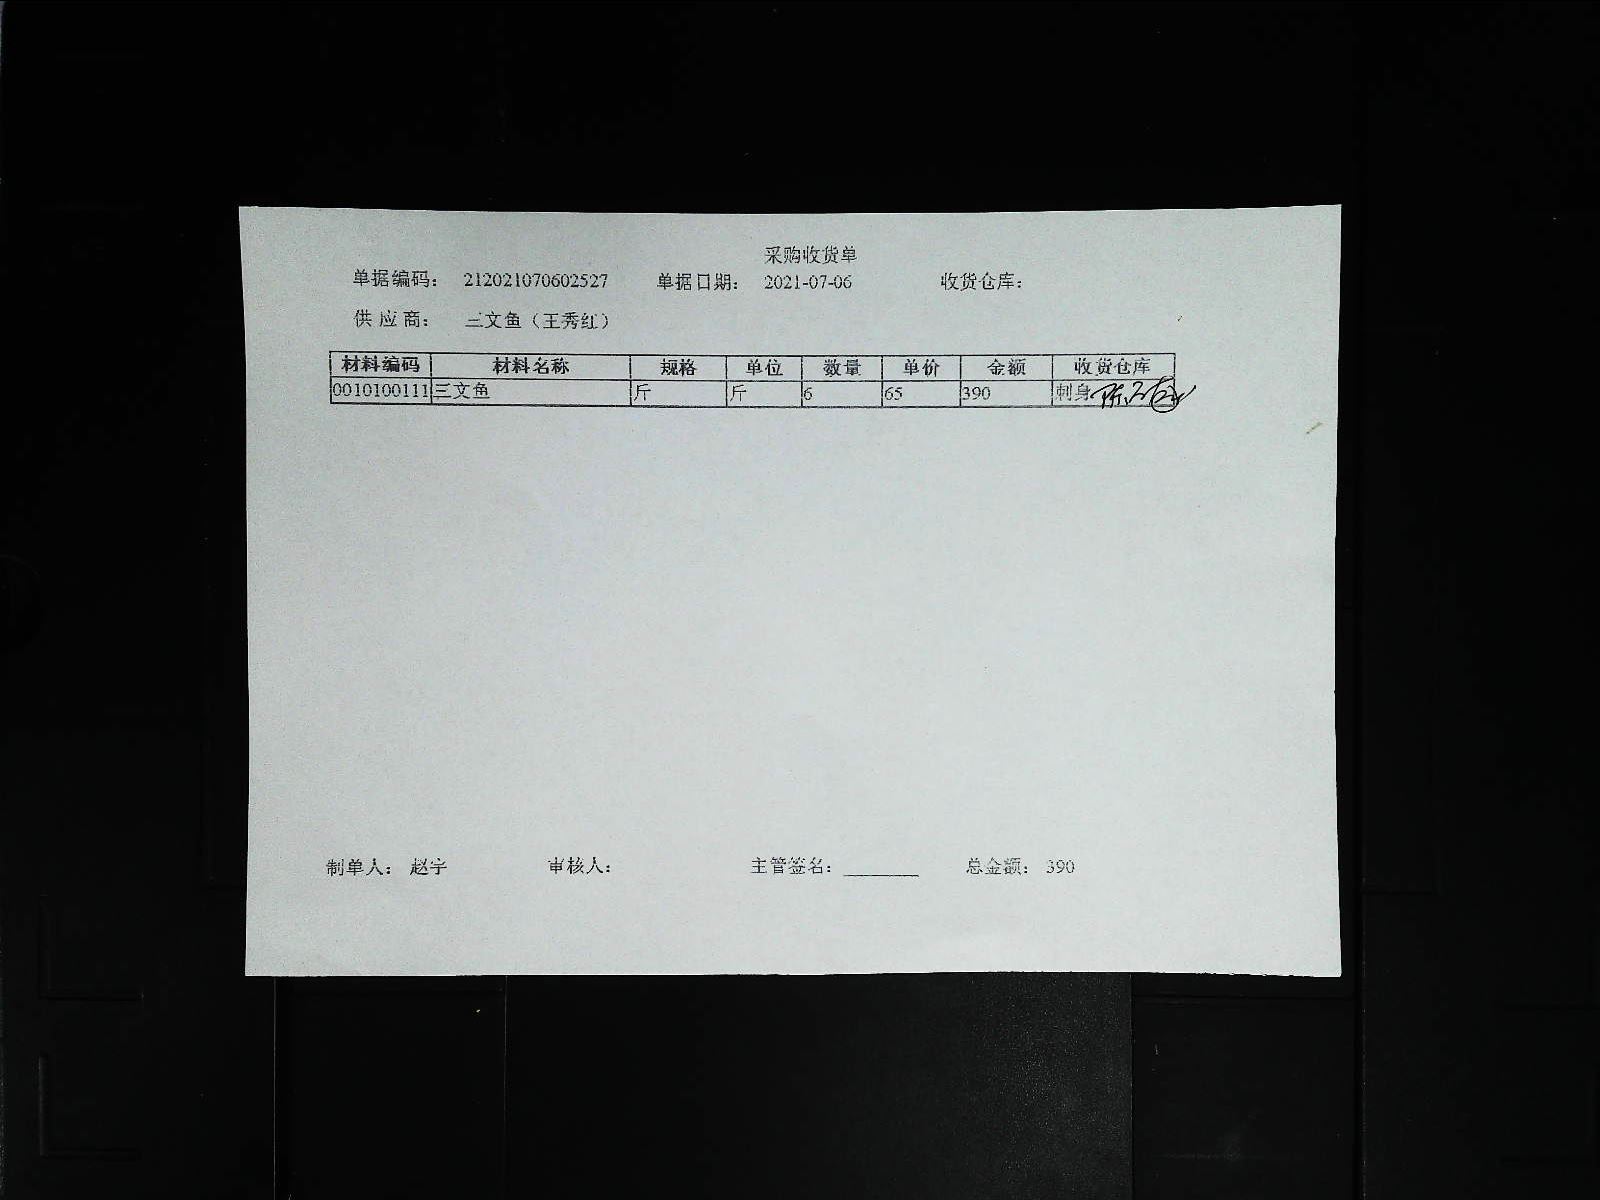 采购收货单
单据编码： 212021070602527 单据日期： 2021-07-06 收货仓库：
供 应 商： 三文鱼（王秀红）
材料编码 材料名称 规格 单位 数量 单价 金额 收货仓库
0010100111 三文鱼 斤 斤 6 65 390 刺身
制单人： 赵宇 审核人： 主管签名： ________ 总金额： 390